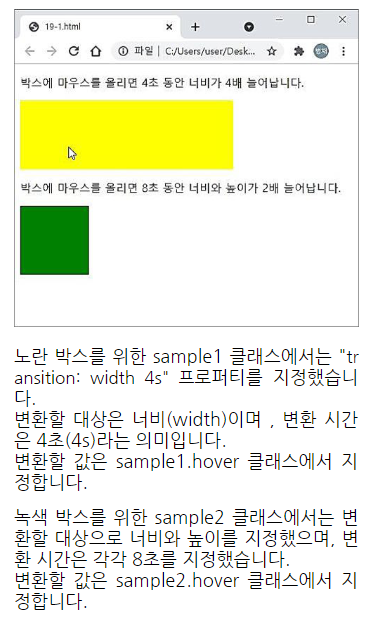 19-1.html
파일 | C:/Users/user/Desk...
박스에 마우스를 올리면 4초 동안 너비가 4배 늘어납니다.
박스에 마우스를 올리면 8초 동안 너비와 높이가 2배 늘어납니다.
노란 박스를 위한 sample1 클래스에서는 "tr
ansition: width 4s" 프로퍼티를 지정했습니
다.
변환할 대상은 너비(width)이며 , 변환 시간
은 4초(4s)라는 의미입니다.
변환할 값은 sample1.hover 클래스에서 지
정합니다.
녹색 박스를 위한 sample2 클래스에서는 변
환할 대상으로 너비와 높이를 지정했으며, 변
환 시간은 각각 8초를 지정했습니다.
변환할 값은 sample2.hover 클래스에서 지
정합니다.